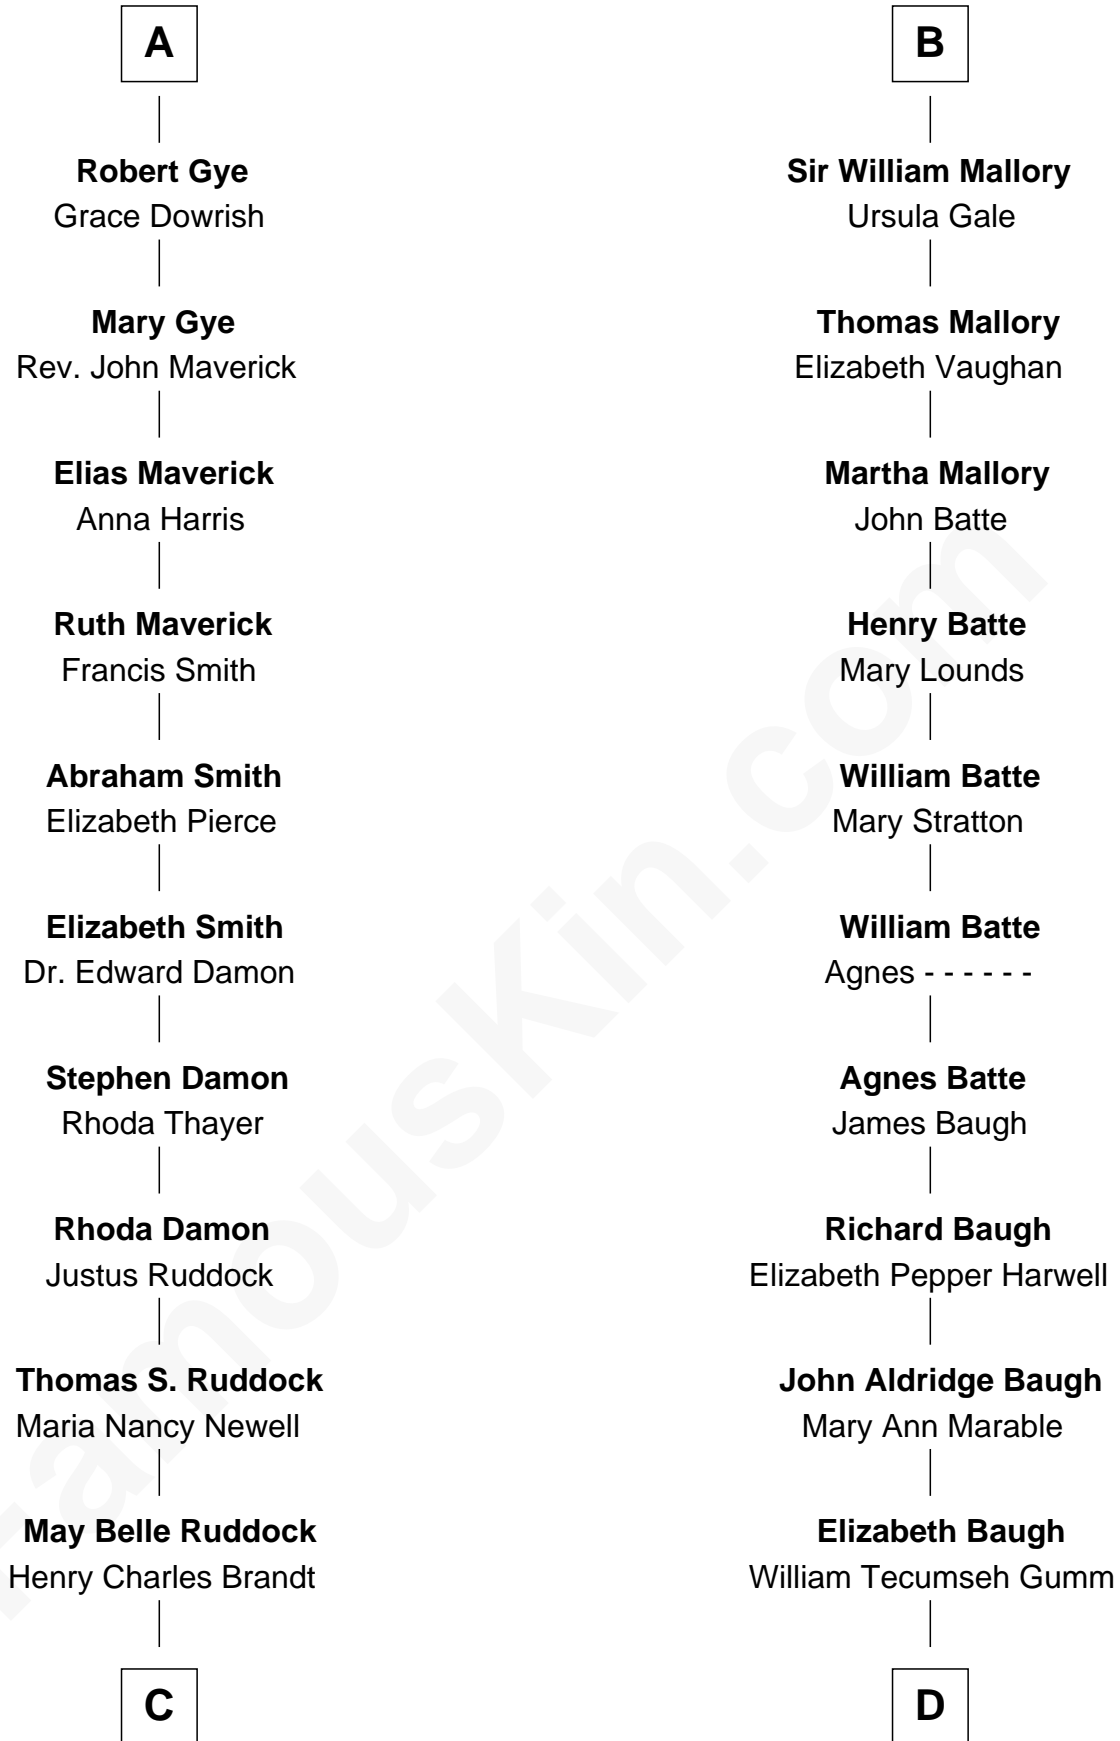 A
Robert Gye
Grace Dowrish
Mary Gye
Rev. John Maverick
Elias Maverick
Anna Harris
Ruth Maverick
Francis Smith
Abraham Smith
Elizabeth Pierce
Elizabeth Smith
Dr. Edward Damon
Stephen Damon
Rhoda Thayer
Rhoda Damon
Justus Ruddock
Thomas S. Ruddock
Maria Nancy Newell
May Belle Ruddock
Henry Charles Brandt
C
B
Sir William Mallory
Ursula Gale
Thomas Mallory
Elizabeth Vaughan
Martha Mallory
John Batte
Henry Batte
Mary Lounds
William Batte
Mary Stratton
William Batte
Agnes - - - - - -
Agnes Batte
James Baugh
Richard Baugh
Elizabeth Pepper Harwell
John Aldridge Baugh
Mary Ann Marable
Elizabeth Baugh
William Tecumseh Gumm
D
FamousKin.com